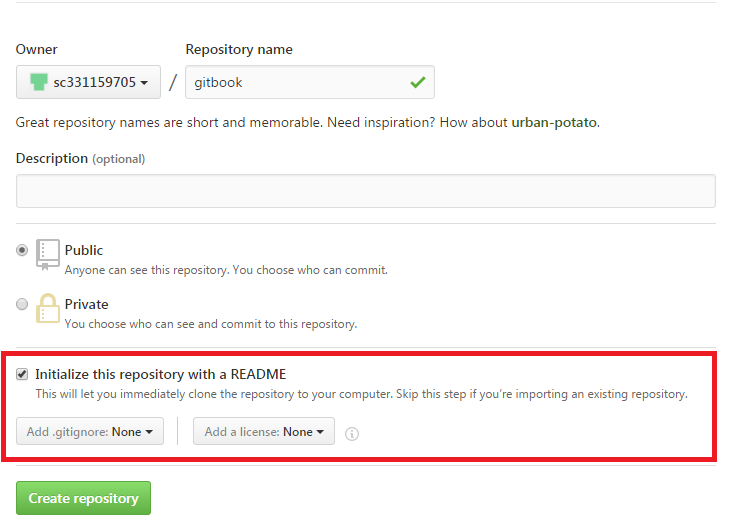 Owner Repository name
sc331159705 / gitbook
Great repository names are short and memorable. Need inspiration? How about urban-potato.
Description (optional)
Public
Anyone can see this repository. You choose who can commit.
Private
You choose who can see and commit to this repository.
Initialize this repository with a README
This will let you immediately clone the repository to your computer. Skip this step if you're importing an existing repository.
Add .gitignore: None Add a license: None
Create repository